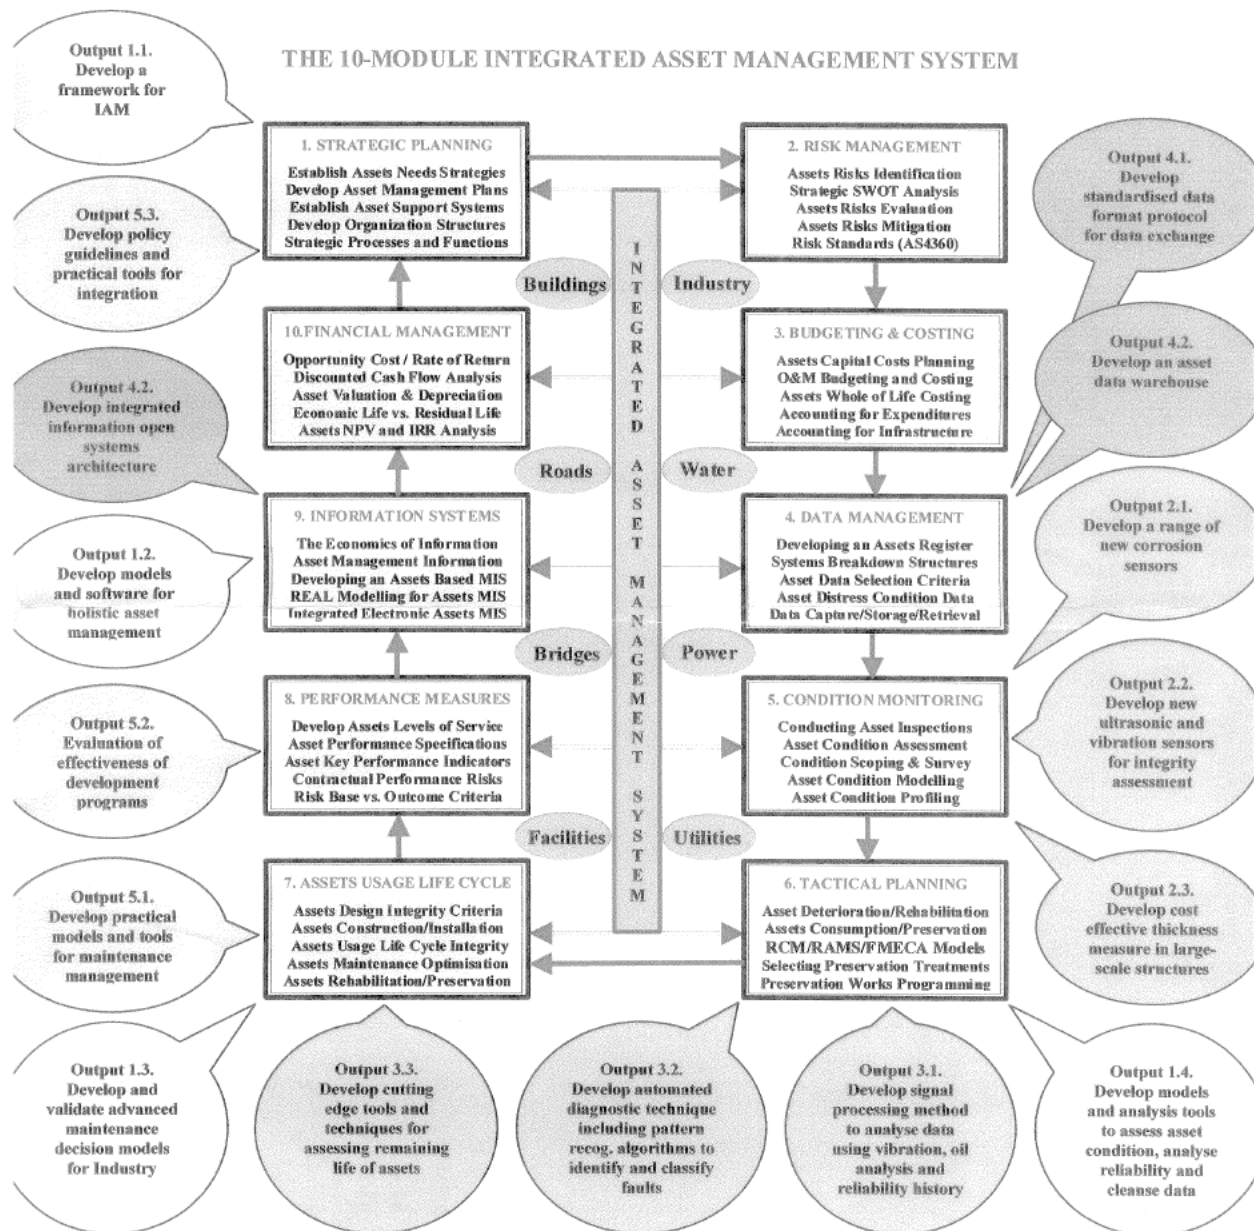 THE 10-MODULE INTEGRATED ASSET MANAGEMENT SYSTEM
Output 1.1.
Develop a
framework for
IAM
1. STRATEGIC PLANNING
Establish Assets Needs Strategies
Develop Asset Management Plans
Establish Asset Support Systems
Develop Organization Structures
Strategic Processes and Functions
2. RISK MANAGEMENT
Assets Risks Identification
Strategic SWOT Analysis
Assets Risks Evaluation
Assets Risks Mitigation
Risk Standards (AS4360)
Output 4.1.
Develop
standardised data
format protocol
for data exchange
Output 5.3.
Develop policy
guidelines and
practical tools for
integration
Buildings
Industry
INTEGRATED ASSET MANAGEMENT SYSTEM
10.FINANCIAL MANAGEMENT
Opportunity Cost / Rate of Return
Discounted Cash Flow Analysis
Asset Valuation & Depreciation
Economic Life vs. Residual Life
Assets NPV and IRR Analysis
3. BUDGETING & COSTING
Assets Capital Costs Planning
O&M Budgeting and Costing
Assets Whole of Life Costing
Accounting for Expenditures
Accounting for Infrastructure
Output 4.2.
Develop an asset
data warehouse
Output 4.2.
Develop integrated
information open
systems
architecture
Roads
Water
9. INFORMATION SYSTEMS
The Economics of Information
Asset Management Information
Developing an Assets Based MIS
REAL Modelling for Assets MIS
Integrated Electronic Assets MIS
4. DATA MANAGEMENT
Developing an Assets Register
Systems Breakdown Structures
Asset Data Selection Criteria
Asset Distress Condition Data
Data Capture/Storage/Retrieval
Output 2.1.
Develop a range of
new corrosion
sensors
Output 1.2.
Develop models
and software for
holistic asset
management
Bridges
Power
8. PERFORMANCE MEASURES
Develop Assets Levels of Service
Asset Performance Specifications
Asset Key Performance Indicators
Contractual Performance Risks
Risk Base vs. Outcome Criteria
5. CONDITION MONITORING
Conducting Asset Inspections
Asset Condition Assessment
Condition Scoping & Survey
Asset Condition Modelling
Asset Condition Profiling
Output 2.2.
Develop new
ultrasonic and
vibration sensors
for integrity
assessment
Output 5.2.
Evaluation of
effectiveness of
development
programs
Facilities
Utilities
7. ASSETS USAGE LIFE CYCLE
Assets Design Integrity Criteria
Assets Construction/Installation
Assets Usage Life Cycle Integrity
Assets Maintenance Optimisation
Assets Rehabilitation/Preservation
6. TACTICAL PLANNING
Asset Deterioration/Rehabilitation
Assets Consumption/Preservation
RCM/RAMS/FMECA Models
Selecting Preservation Treatments
Preservation Works Programming
Output 2.3.
Develop cost
effective thickness
measure in large-
scale structures
Output 5.1.
Develop practical
models and tools
for maintenance
management
Output 1.3.
Develop and
validate advanced
maintenance
decision models
for Industry
Output 3.3.
Develop cutting
edge tools and
techniques for
assessing remaining
life of assets
Output 3.2.
Develop automated
diagnostic technique
including pattern
recog. algorithms to
identify and classify
faults
Output 3.1.
Develop signal
processing method
to analyse data
using vibration, oil
analysis and
reliability history
Output 1.4.
Develop models
and analysis tools
to assess asset
condition, analyse
reliability and
cleanse data